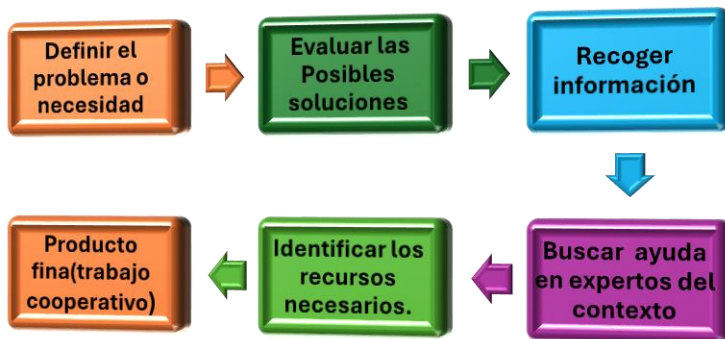 Definir el
problema o
necesidad
Evaluar las
Posibles
soluciones
Recoger
información
Buscar ayuda
en expertos del
contexto
Identificar los
recursos
necesarios.
Producto
fina(trabajo
cooperativo)